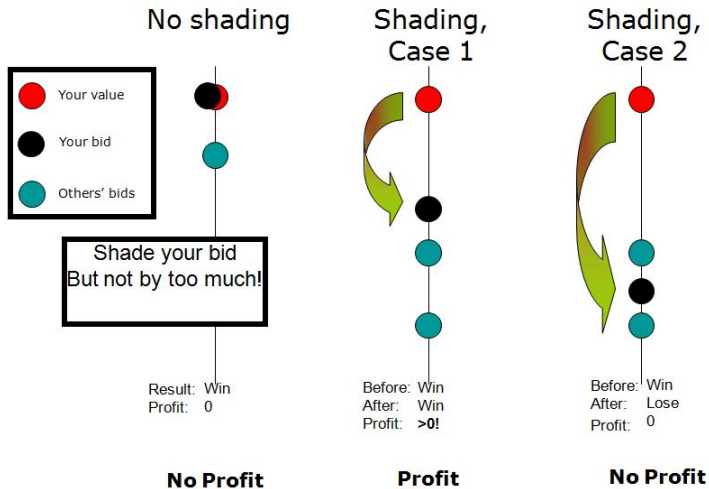 No shading
Shading,
Case 1
Shading,
Case 2
Your value
Your bid
Others' bids
Shade your bid
But not by too much!
Result: Win
Profit: 0
Before: Win
After: Win
Profit: >0!
Before: Win
After: Lose
Profit: 0
No Profit
Profit
No Profit